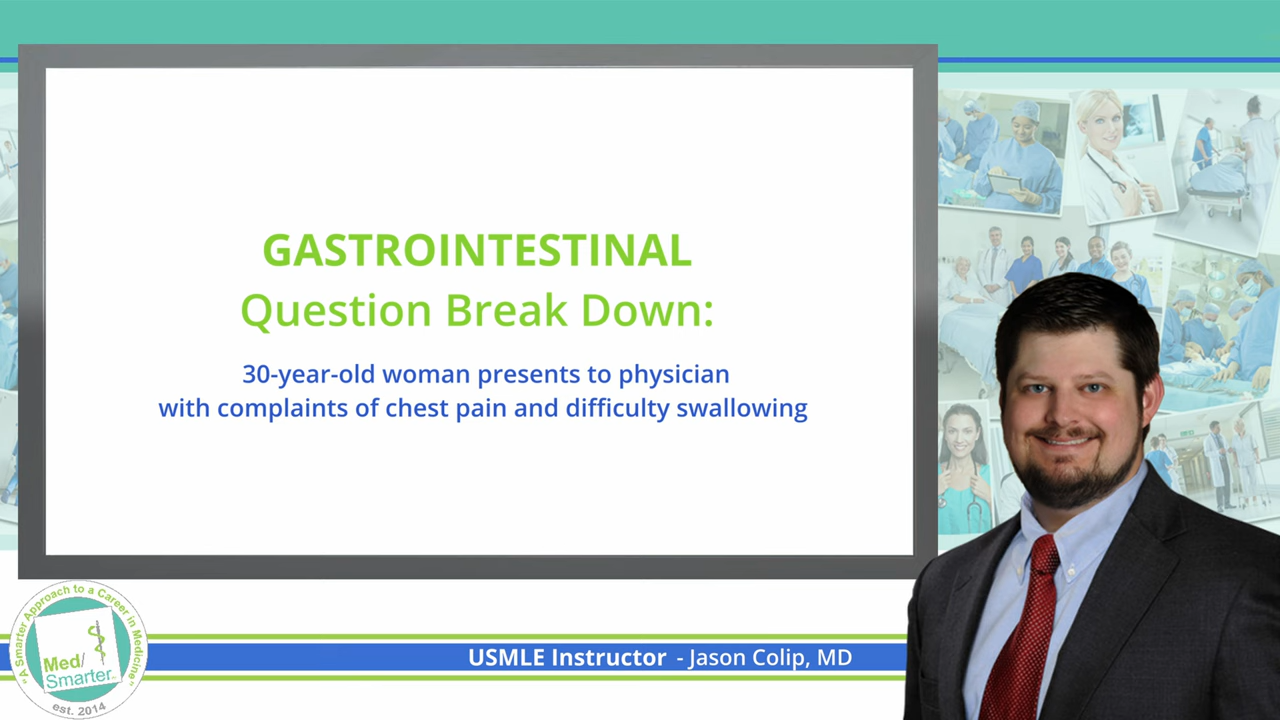 GASTROINTESTINAL
Question Break Down:
30-year-old woman presents to physician
with complaints of chest pain and difficulty swallowing
USMLE Instructor - Jason Colip, MD
"A Smarter Approach to a Career in Medicine"
Med/
Smarter
est. 2014